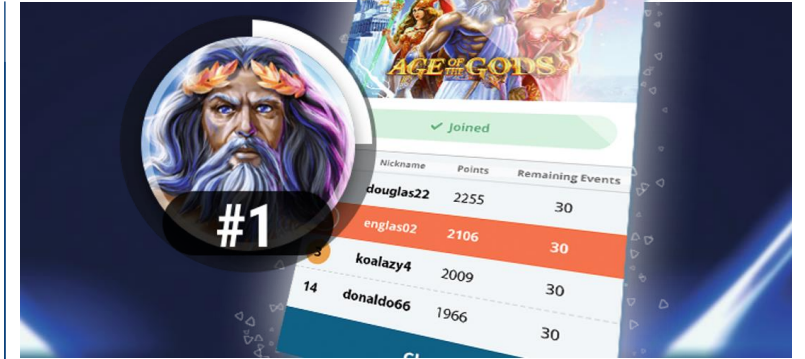 AGE OF THE GODS
✓ Joined
Nickname Points Remaining Events
douglas22 2255 30
englas02 2106 30
3 koalazy4 2009 30
14 donaldo66 1966 30
#1